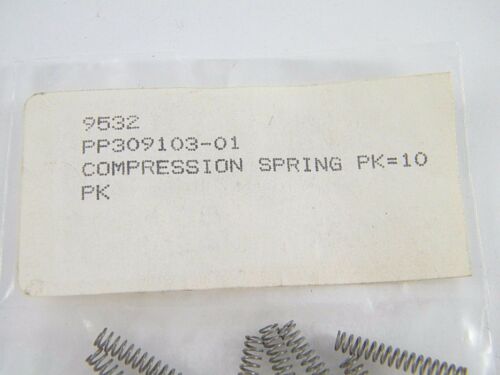 9532
PP309103-01
COMPRESSION SPRING PK=10
PK